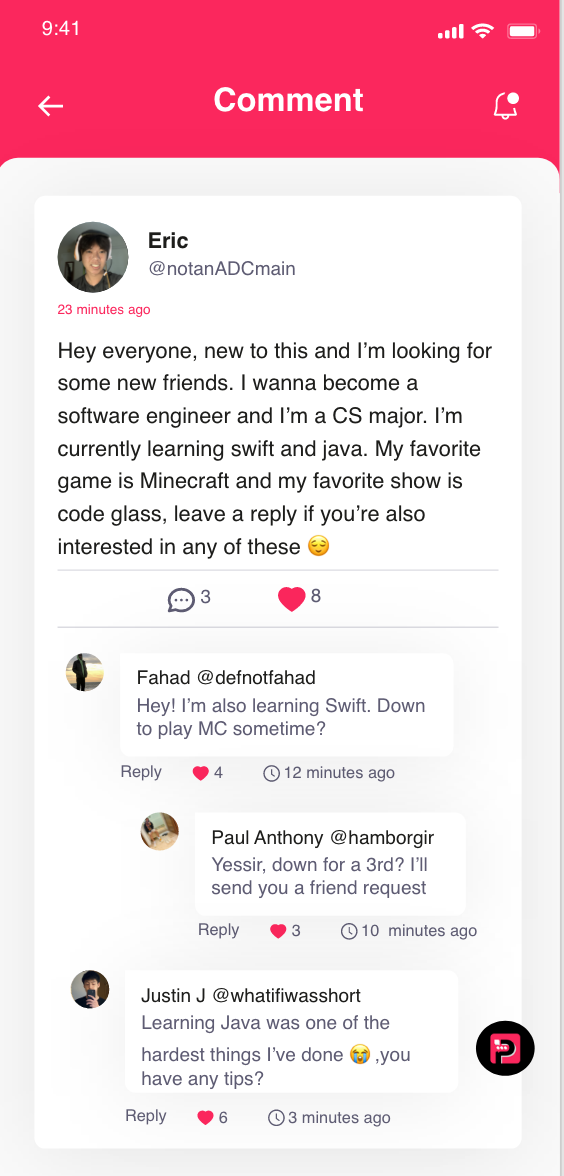 9:41
Comment
Eric
@notanADCmain
23 minutes ago
Hey everyone, new to this and I’m looking for
some new friends. I wanna become a
software engineer and I’m a CS major. I’m
currently learning swift and java. My favorite
game is Minecraft and my favorite show is
code glass, leave a reply if you’re also
interested in any of these 😌
3 8
Fahad @defnotfahad
Hey! I’m also learning Swift. Down
to play MC sometime?
Reply 4 12 minutes ago
Paul Anthony @hamborgir
Yessir, down for a 3rd? I’ll
send you a friend request
Reply 3 10 minutes ago
Justin J @whatifiwasshort
Learning Java was one of the
hardest things I’ve done 😭 ,you
have any tips?
Reply 6 3 minutes ago